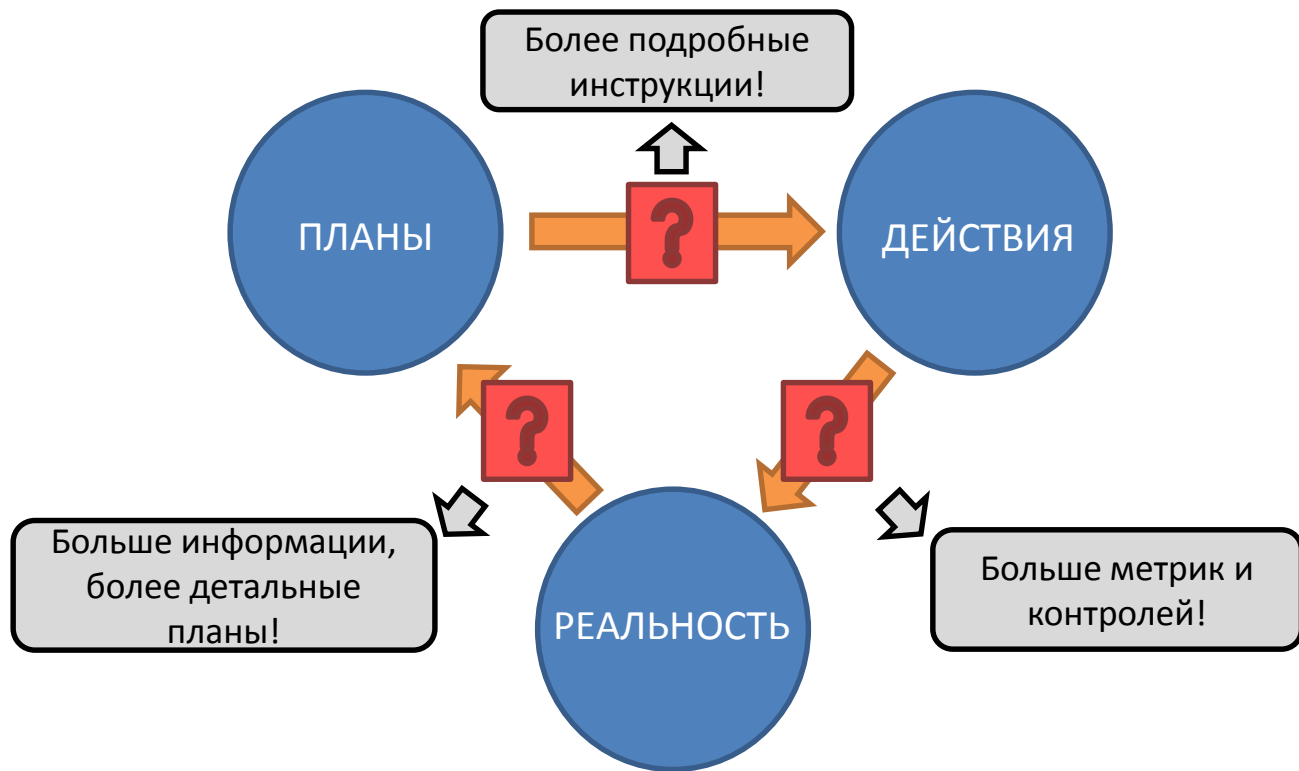 Более подробные
инструкции!
ПЛАНЫ
?
ДЕЙСТВИЯ
?
?
Больше информации,
более детальные
планы!
РЕАЛЬНОСТЬ
Больше метрик и
контролей!